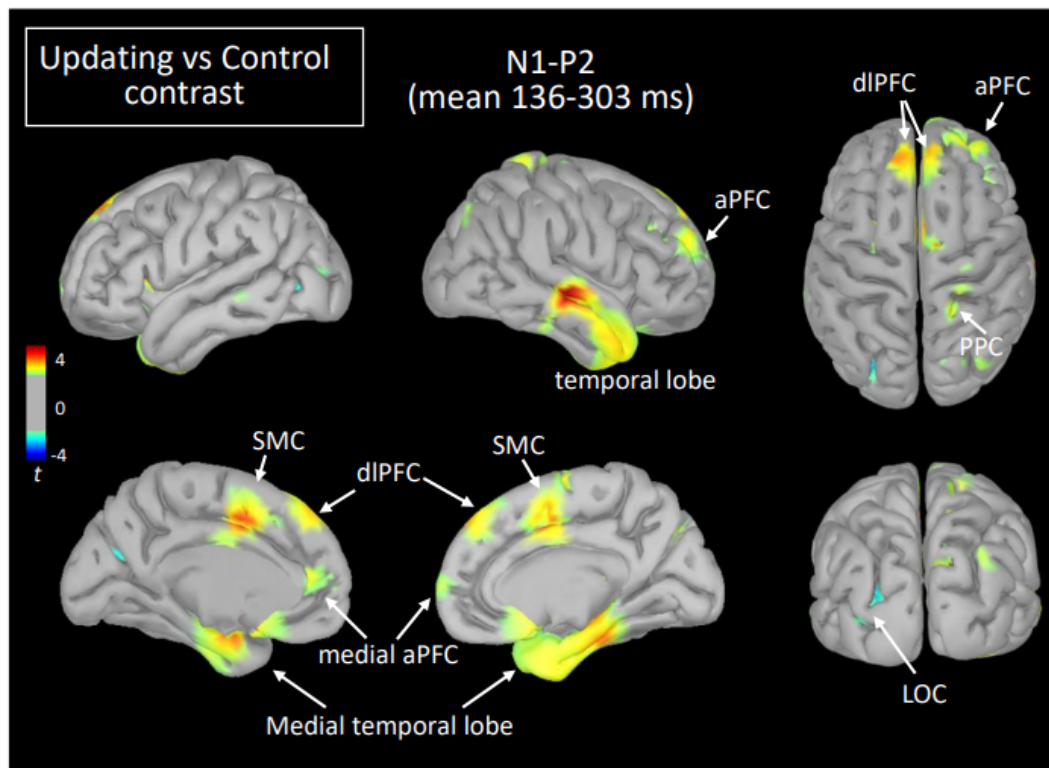 Updating vs Control
contrast
N1-P2
(mean 136-303 ms)
dlPFC
aPFC
aPFC
temporal lobe
PPC
4
0
-4
t
SMC
dlPFC
SMC
medial aPFC
Medial temporal lobe
LOC